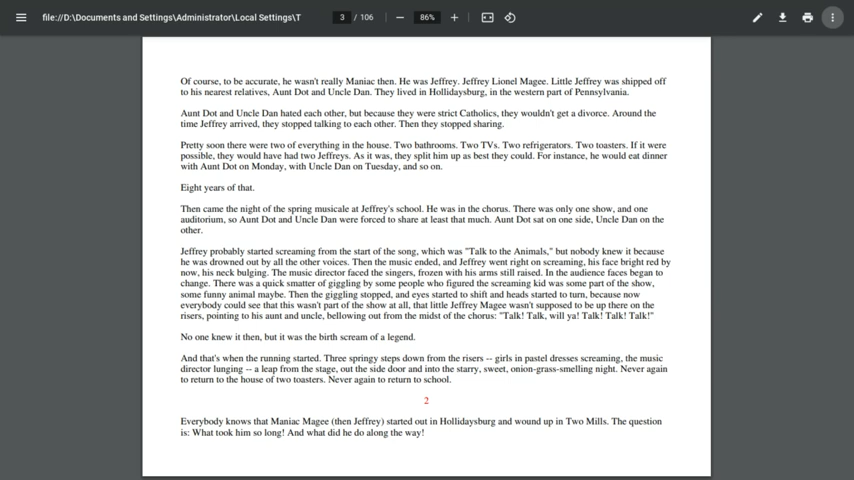 file://D:\Documents and Settings\Administrator\Local Settings\T
3 / 106
86%
Of course, to be accurate, he wasn't really Maniac then. He was Jeffrey. Jeffrey Lionel Magee. Little Jeffrey was shipped off
to his nearest relatives, Aunt Dot and Uncle Dan. They lived in Hollidaysburg, in the western part of Pennsylvania.
Aunt Dot and Uncle Dan hated each other, but because they were strict Catholics, they wouldn't get a divorce. Around the
time Jeffrey arrived, they stopped talking to each other. Then they stopped sharing.
Pretty soon there were two of everything in the house. Two bathrooms. Two TVs. Two refrigerators. Two toasters. If it were
possible, they would have had two Jeffreys. As it was, they split him up as best they could. For instance, he would eat dinner
with Aunt Dot on Monday, with Uncle Dan on Tuesday, and so on.
Eight years of that.
Then came the night of the spring musicale at Jeffrey's school. He was in the chorus. There was only one show, and one
auditorium, so Aunt Dot and Uncle Dan were forced to share at least that much. Aunt Dot sat on one side, Uncle Dan on the
other.
Jeffrey probably started screaming from the start of the song, which was "Talk to the Animals," but nobody knew it because
he was drowned out by all the other voices. Then the music ended, and Jeffrey went right on screaming, his face bright red by
now, his neck bulging. The music director faced the singers, frozen with his arms still raised. In the audience faces began to
change. There was a quick smatter of giggling by some people who figured the screaming kid was some part of the show,
some funny animal maybe. Then the giggling stopped, and eyes started to shift and heads started to turn, because now
everybody could see that this wasn't part of the show at all, that little Jeffrey Magee wasn't supposed to be up there on the
risers, pointing to his aunt and uncle, bellowing out from the midst of the chorus: "Talk! Talk, will ya! Talk! Talk! Talk!"
No one knew it then, but it was the birth scream of a legend.
And that's when the running started. Three springy steps down from the risers -- girls in pastel dresses screaming, the music
director lunging -- a leap from the stage, out the side door and into the starry, sweet, onion-grass-smelling night. Never again
to return to the house of two toasters. Never again to return to school.
2
Everybody knows that Maniac Magee (then Jeffrey) started out in Hollidaysburg and wound up in Two Mills. The question
is: What took him so long! And what did he do along the way!